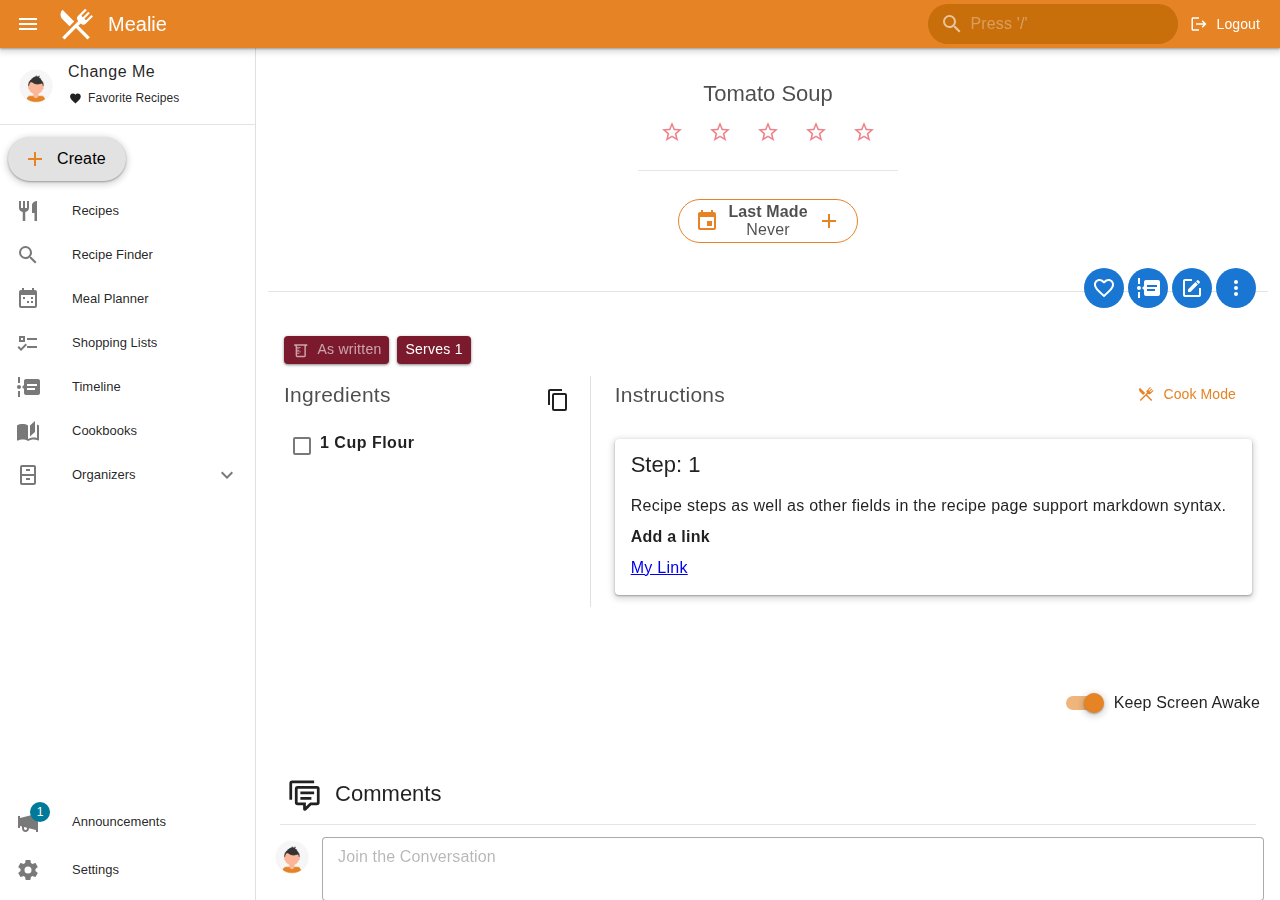 Mealie
Press '/'
Logout
Change Me
Favorite Recipes
Create
Recipes
Recipe Finder
Meal Planner
Shopping Lists
Timeline
Cookbooks
Organizers
1
Announcements
Settings
Tomato Soup
Last Made
Never
As written
Serves 1
Ingredients
1 Cup Flour
Instructions
Cook Mode
Step: 1
Recipe steps as well as other fields in the recipe page support markdown syntax.
Add a link
My Link
Keep Screen Awake
Comments
Join the Conversation